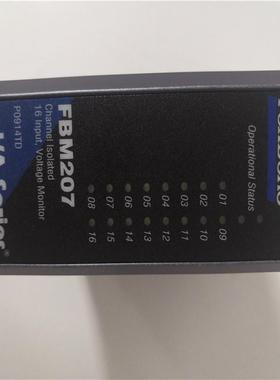 Operational Status
01 09
02 10
03 11
04 12
05 13
06 14
07 15
08 16
FBM207
Channel Isolated
16 Input, Voltage Monitor
P0914TD
I/A Series